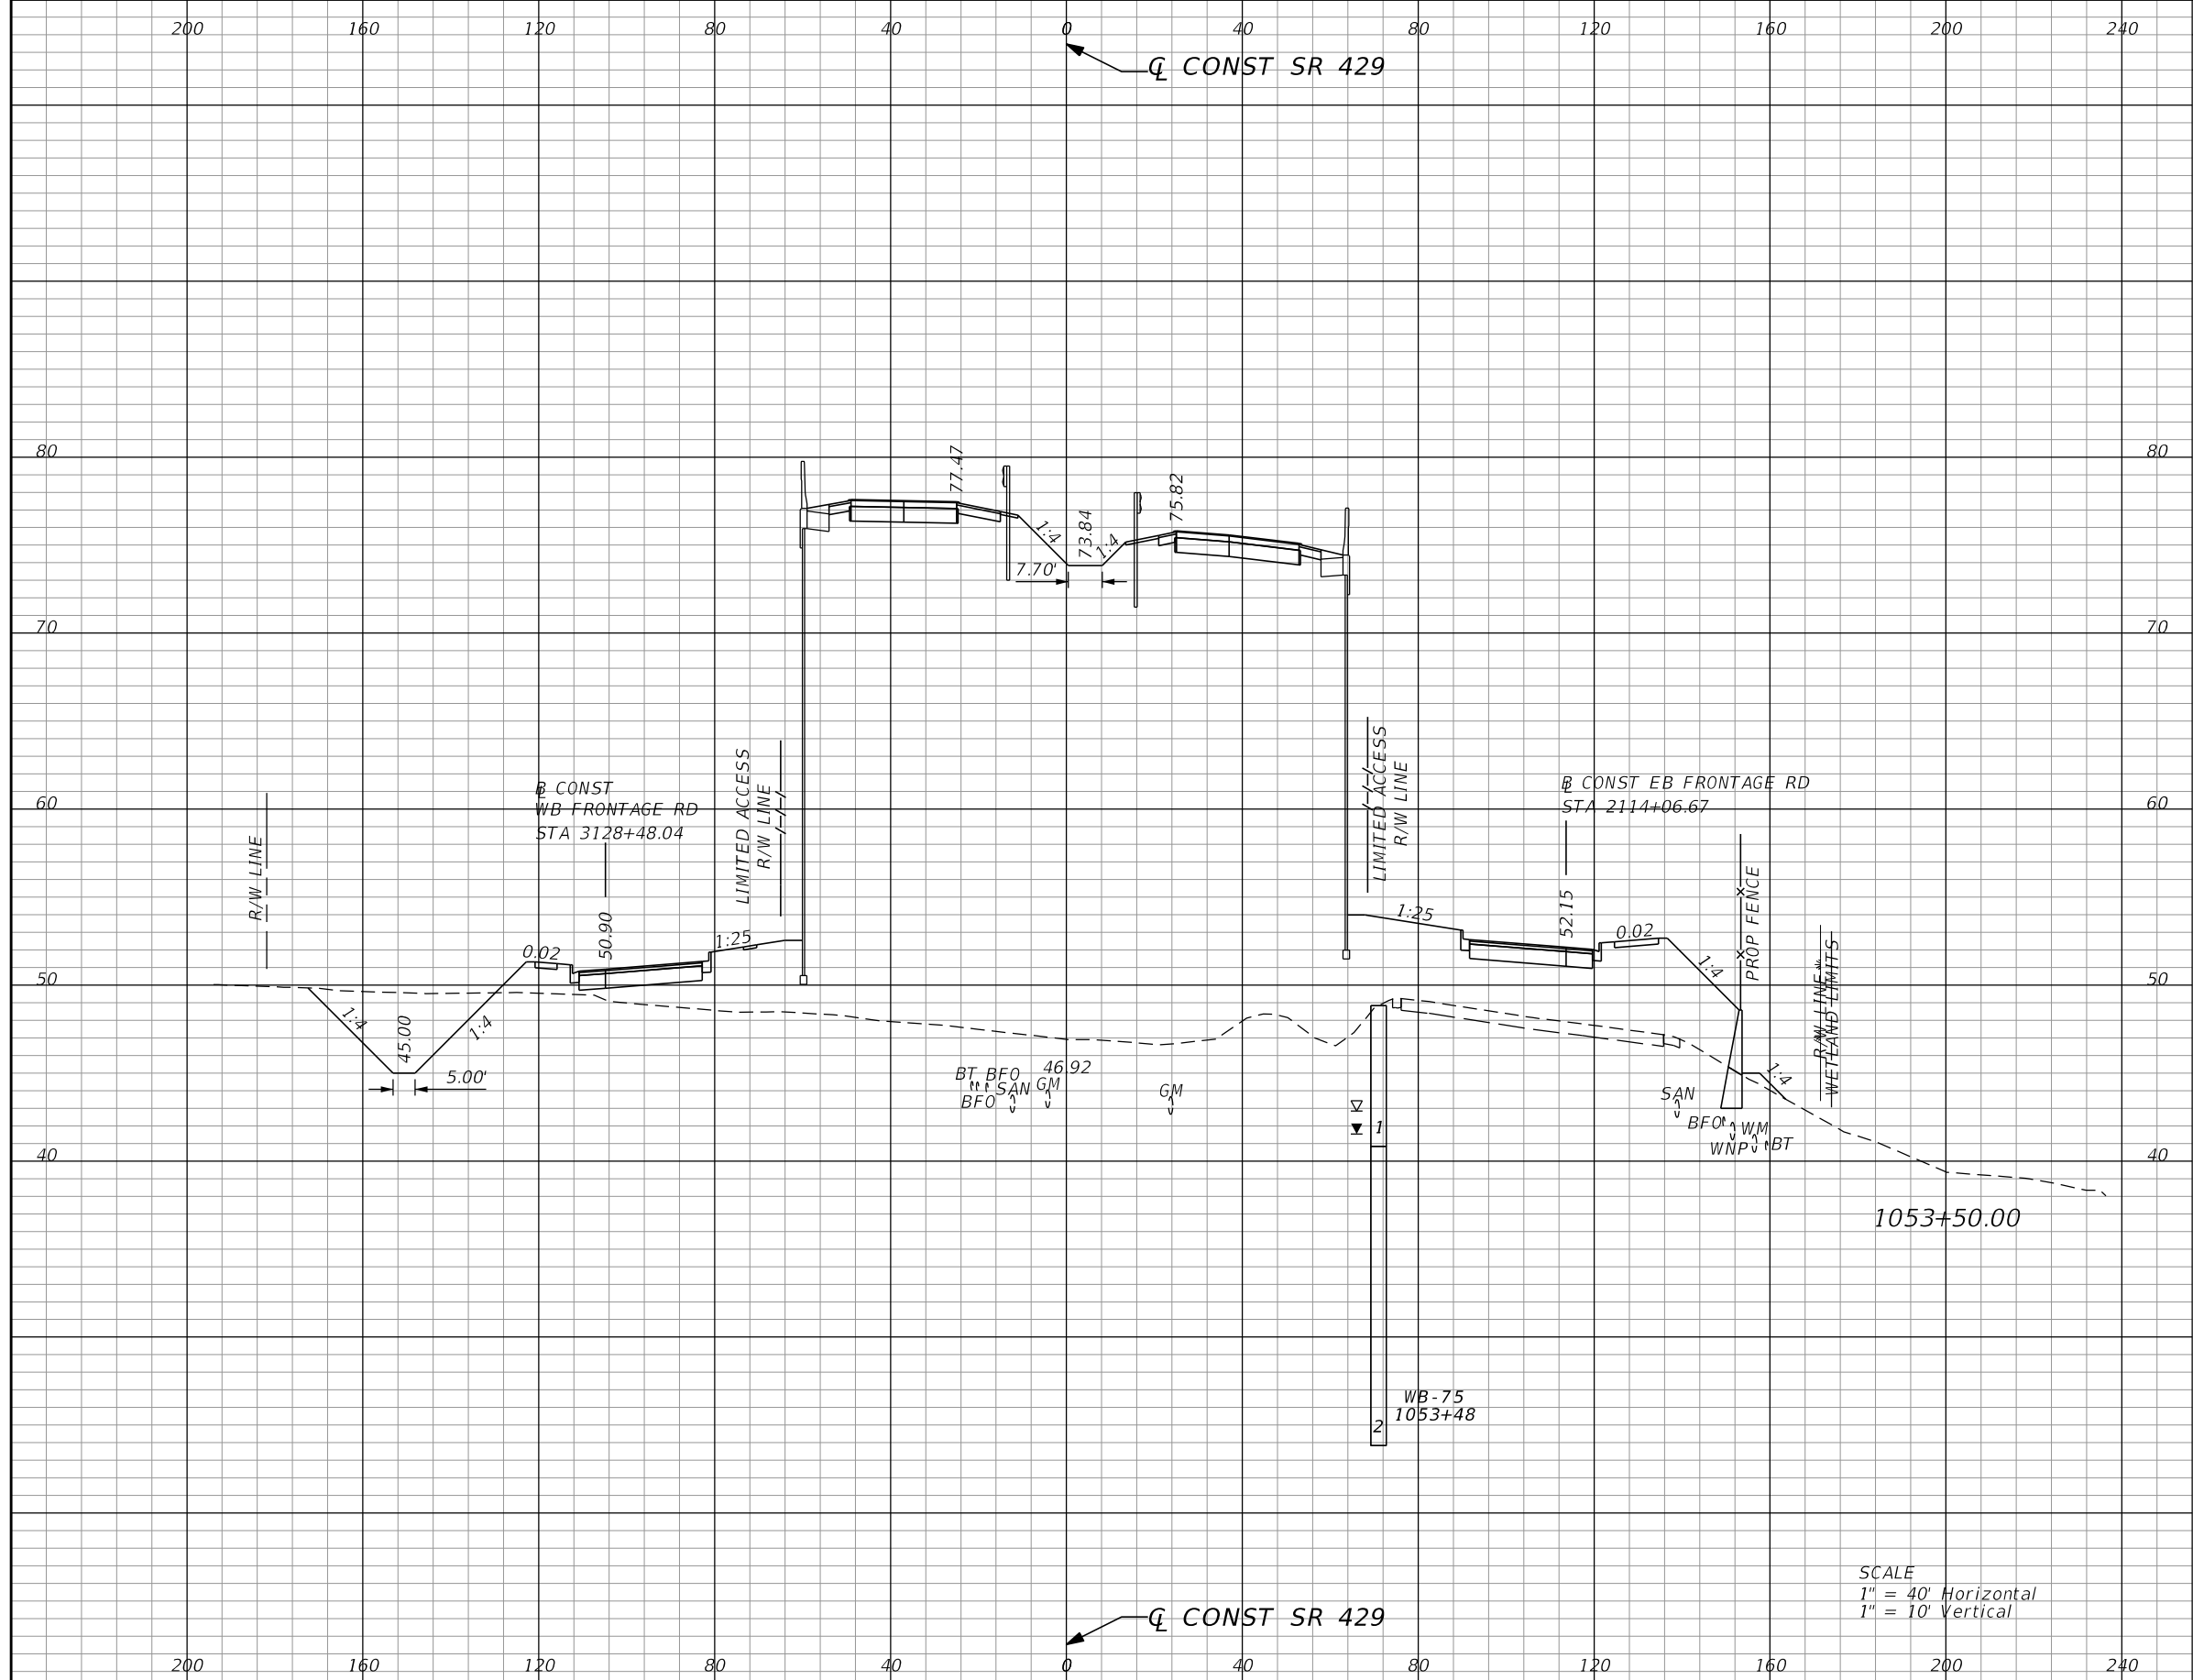 200 160 120 80 40 0 40 80 120 160 200 240
℄ CONST SR 429
80 80
77.47
75.82
1:4
73.84
1:4
7.70'
70 70
LIMITED ACCESS
R/W LINE
LIMITED ACCESS
R/W LINE
℄ CONST
WB FRONTAGE RD
STA 3128+48.04
℄ CONST EB FRONTAGE RD
STA 2114+06.67
60 60
R/W LINE
50.90
52.15
PROP FENCE
0.02
1:25
1:25
0.02
1:4
R/W LINE*
WETLAND LIMITS
50 50
1:4
45.00
1:4
5.00'
46.92
BT BFO
BFO
SAN
GM
GM
1:4
SAN
BFO
WM
WNP
BT
1
40 40
1053+50.00
WB-75
1053+48
2
SCALE
1" = 40' Horizontal
1" = 10' Vertical
℄ CONST SR 429
200 160 120 80 40 0 40 80 120 160 200 240